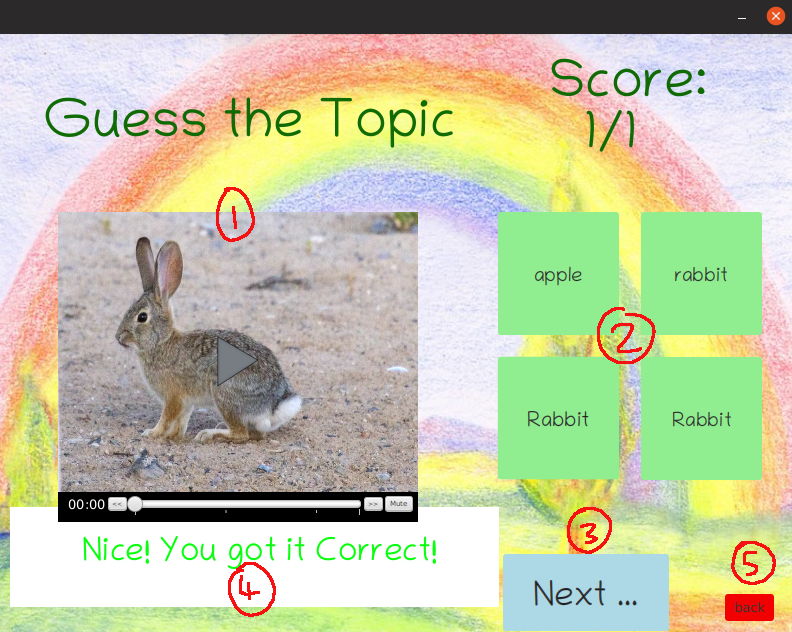 Score:
1/1
Guess the Topic
1
apple
rabbit
2
Rabbit
Rabbit
00:00
<<
>>
Mute
3
Nice! You got it Correct!
4
Next ...
5
back